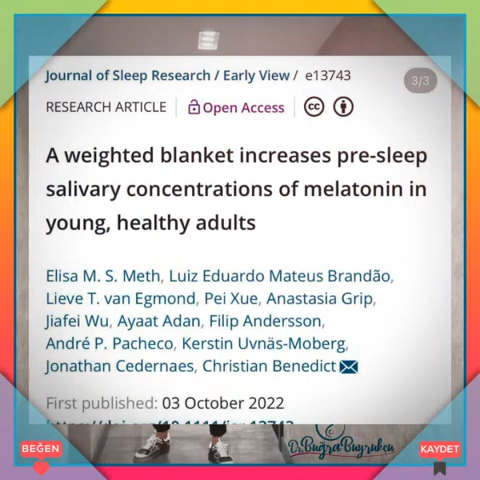 Journal of Sleep Research / Early View / e13743
3/3
RESEARCH ARTICLE Open Access
A weighted blanket increases pre-sleep
salivary concentrations of melatonin in
young, healthy adults
Elisa M. S. Meth, Luiz Eduardo Mateus Brandão,
Lieve T. van Egmond, Pei Xue, Anastasia Grip,
Jiafei Wu, Ayaat Adan, Filip Andersson,
André P. Pacheco, Kerstin Uvnäs-Moberg,
Jonathan Cedernaes, Christian Benedict
First published: 03 October 2022
BEĞEN
Dr. Buğra Buyrukçu
KAYDET